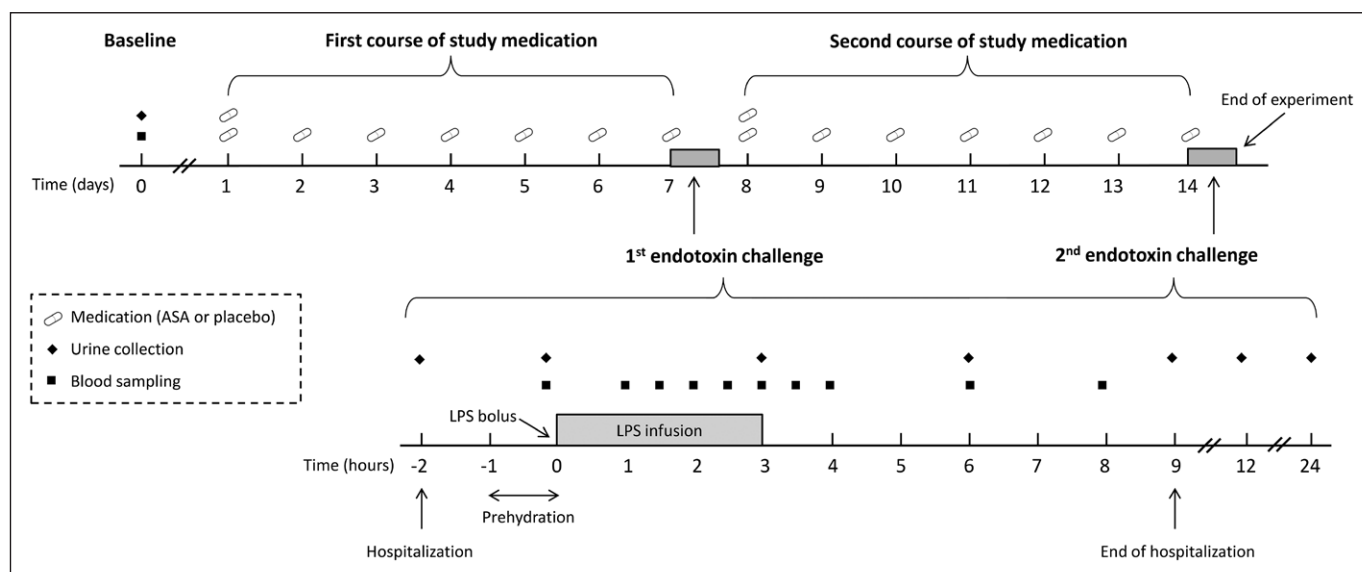 Baseline
First course of study medication
Second course of study medication
End of experiment
Time (days) 0 1 2 3 4 5 6 7 8 9 10 11 12 13 14
1st endotoxin challenge
2nd endotoxin challenge
Medication (ASA or placebo)
Urine collection
Blood sampling
LPS bolus
LPS infusion
Time (hours) -2 -1 0 1 2 3 4 5 6 7 8 9 12 24
Prehydration
Hospitalization
End of hospitalization